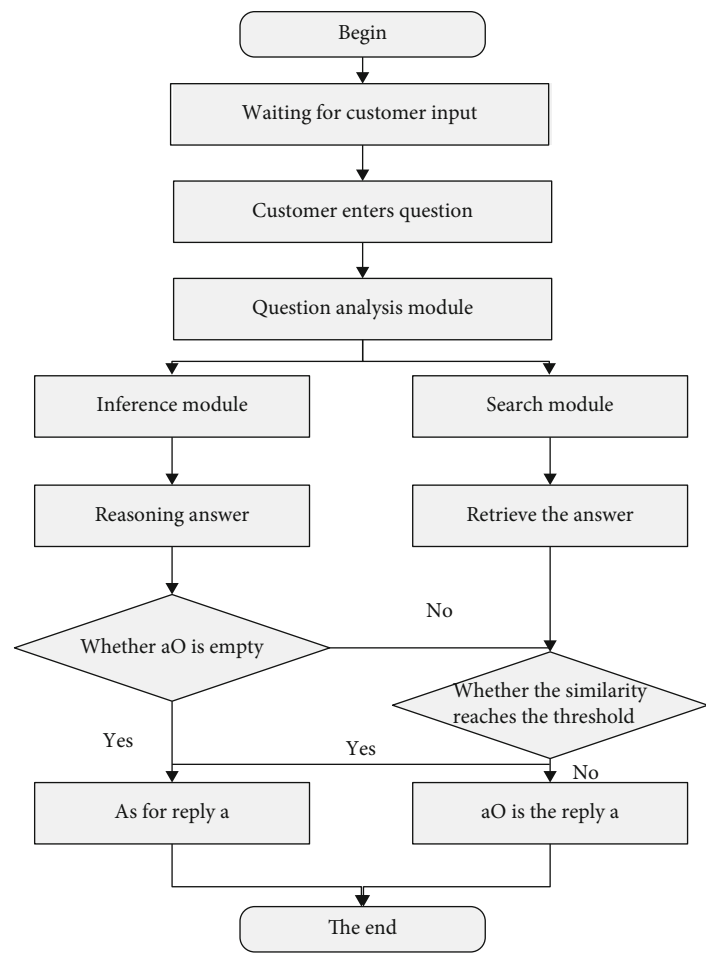 Begin
Waiting for customer input
Customer enters question
Question analysis module
Inference module
Search module
Reasoning answer
Retrieve the answer
No
Whether aO is empty
Whether the similarity
reaches the threshold
Yes
Yes
No
As for reply a
aO is the reply a
The end